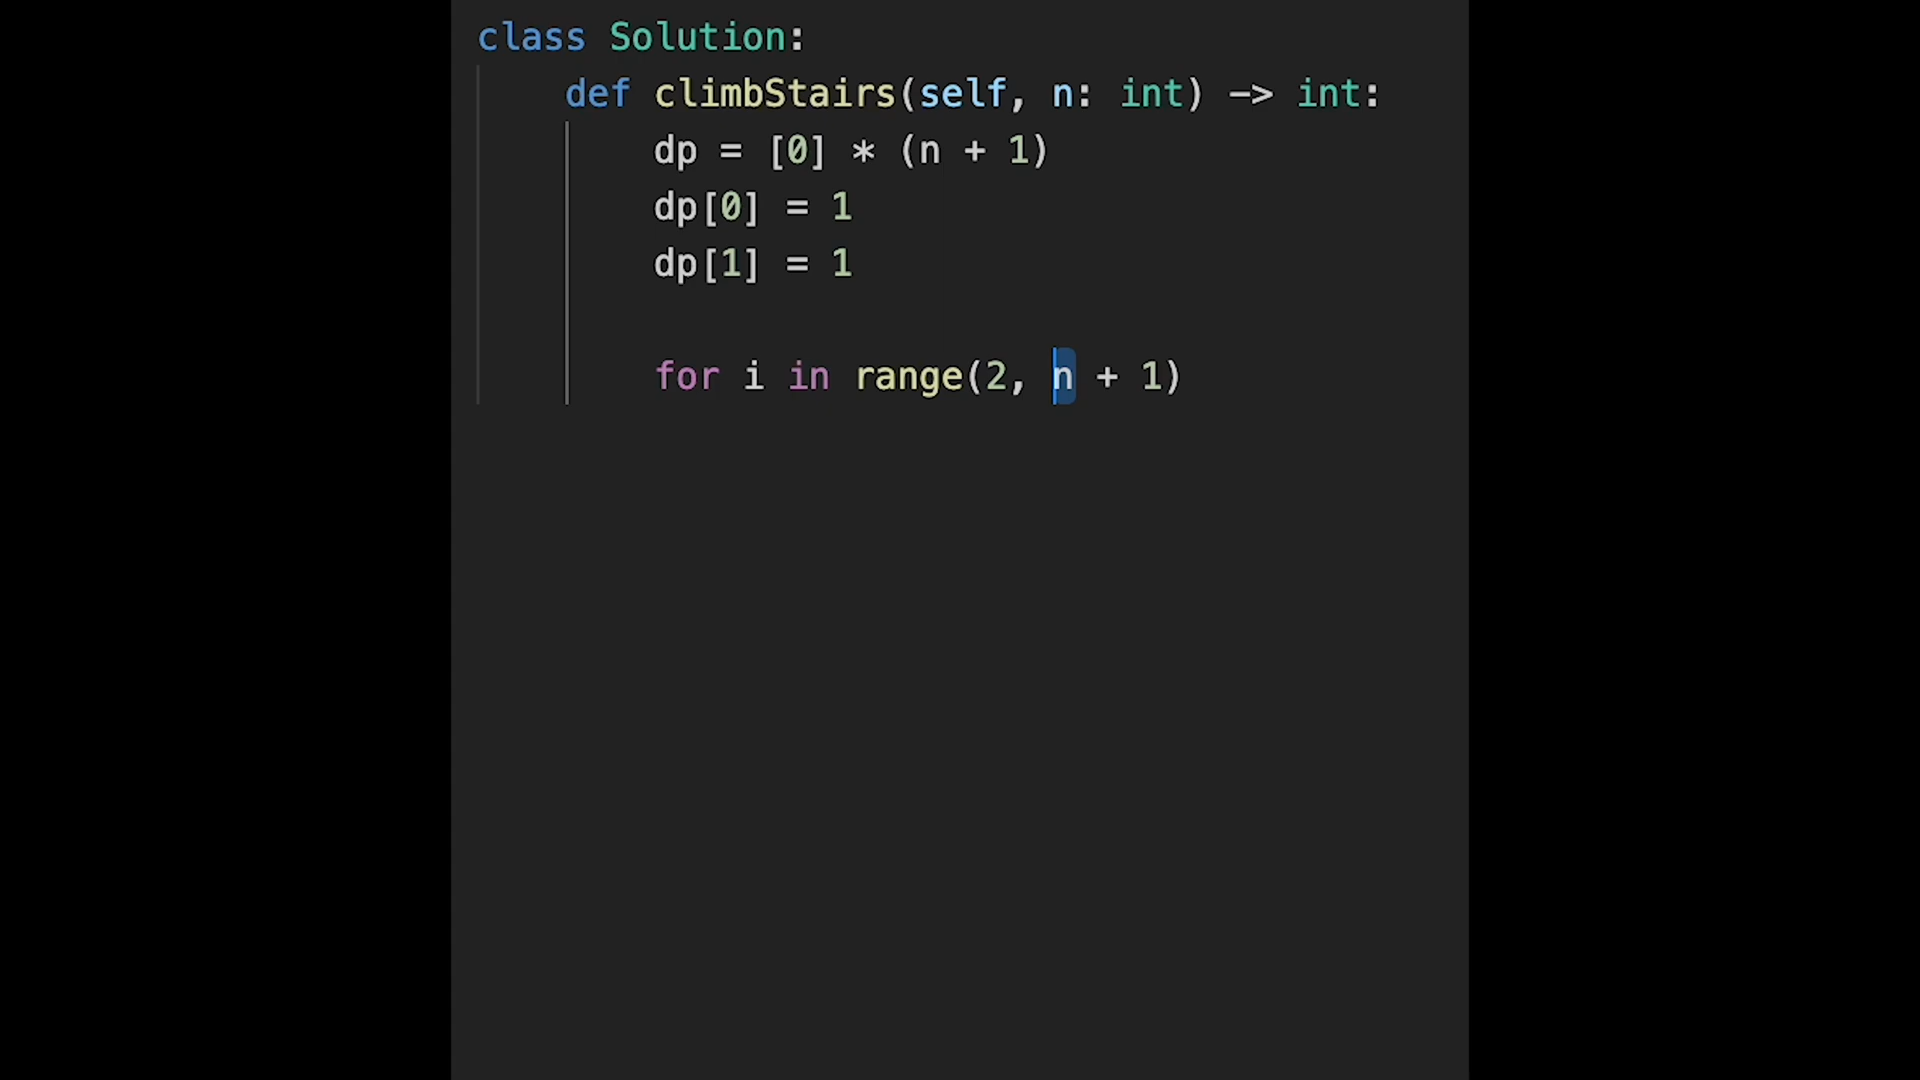 class Solution:
    def climbStairs(self, n: int) -> int:
        dp = [0] * (n + 1)
        dp[0] = 1
        dp[1] = 1

        for i in range(2, n + 1)